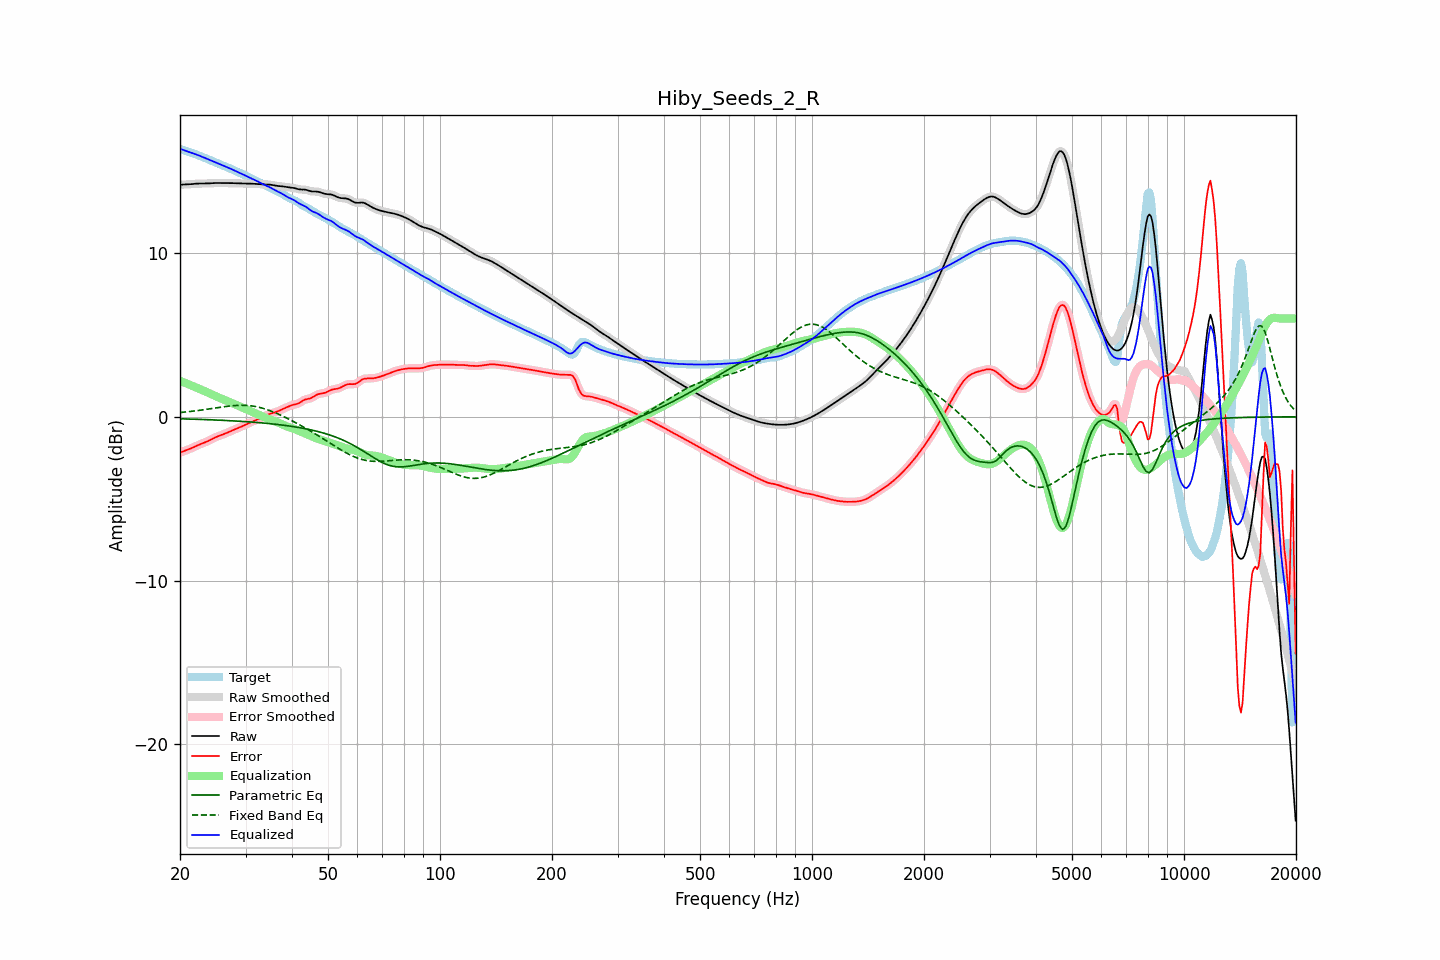 Hiby_Seeds_2_R
Amplitude (dBr)
10
0
−10
−20
Target
Raw Smoothed
Error Smoothed
Raw
Error
Equalization
Parametric Eq
Fixed Band Eq
Equalized
20 50 100 200 500 1000 2000 5000 10000 20000
Frequency (Hz)